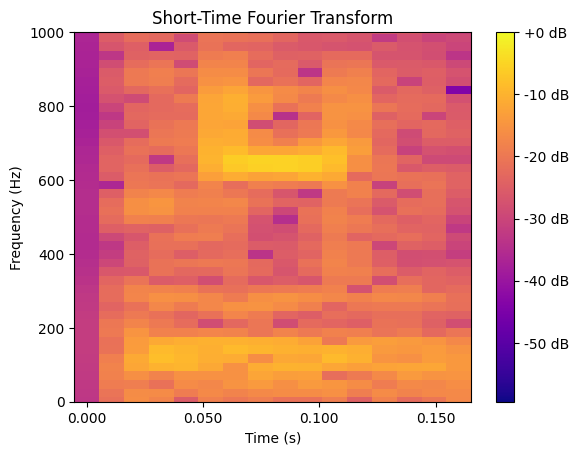 Short-Time Fourier Transform
1000
800
600
400
200
0
Frequency (Hz)
0.000
0.050
0.100
0.150
Time (s)
+0 dB
-10 dB
-20 dB
-30 dB
-40 dB
-50 dB